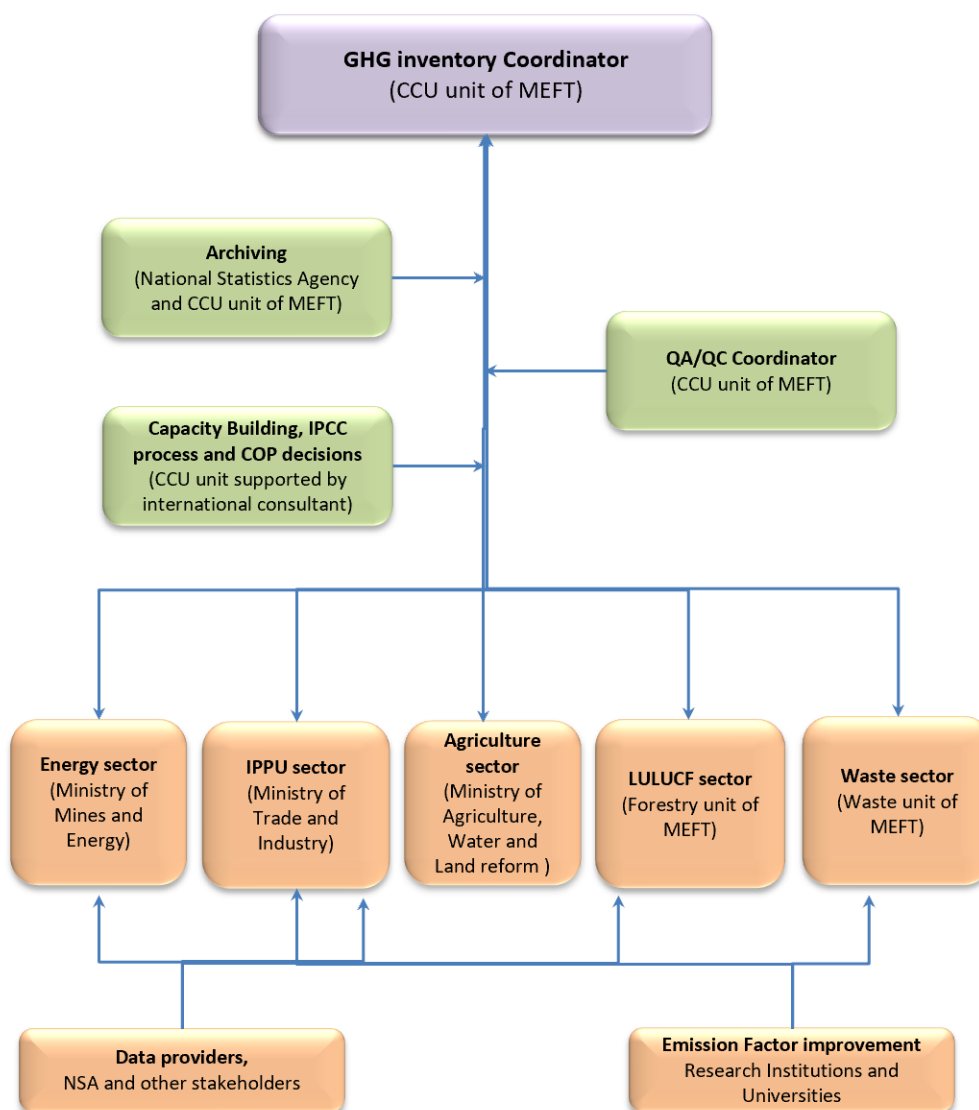 GHG inventory Coordinator
(CCU unit of MEFT)
Archiving
(National Statistics Agency
and CCU unit of MEFT)
QA/QC Coordinator
(CCU unit of MEFT)
Capacity Building, IPCC
process and COP decisions
(CCU unit supported by
international consultant)
Energy sector
(Ministry of
Mines and
Energy)
IPPU sector
(Ministry of
Trade and
Industry)
Agriculture
sector
(Ministry of
Agriculture,
Water and
Land reform )
LULUCF sector
(Forestry unit of
MEFT)
Waste sector
(Waste unit of
MEFT)
Data providers,
NSA and other stakeholders
Emission Factor improvement
Research Institutions and
Universities